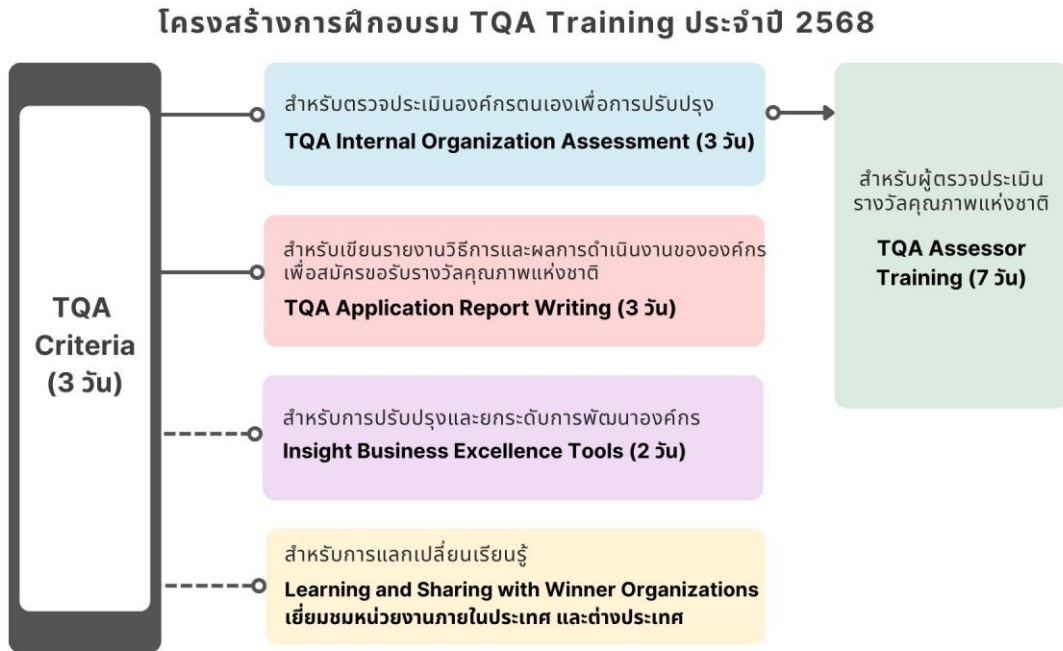 โครงสร้างการฝึกอบรม TQA Training ประจำปี 2568
TQA
Criteria
(3 วัน)
สำหรับตรวจประเมินองค์กรตนเองเพื่อการปรับปรุง
TQA Internal Organization Assessment (3 วัน)
สำหรับผู้ตรวจประเมิน
รางวัลคุณภาพแห่งชาติ
TQA Assessor
Training (7 วัน)
สำหรับเขียนรายงานวิธีการและผลการดำเนินงานขององค์กร
เพื่อสมัครขอรับรางวัลคุณภาพแห่งชาติ
TQA Application Report Writing (3 วัน)
สำหรับการปรับปรุงและยกระดับการพัฒนาองค์กร
Insight Business Excellence Tools (2 วัน)
สำหรับการแลกเปลี่ยนเรียนรู้
Learning and Sharing with Winner Organizations
เยี่ยมชมหน่วยงานภายในประเทศ และต่างประเทศ